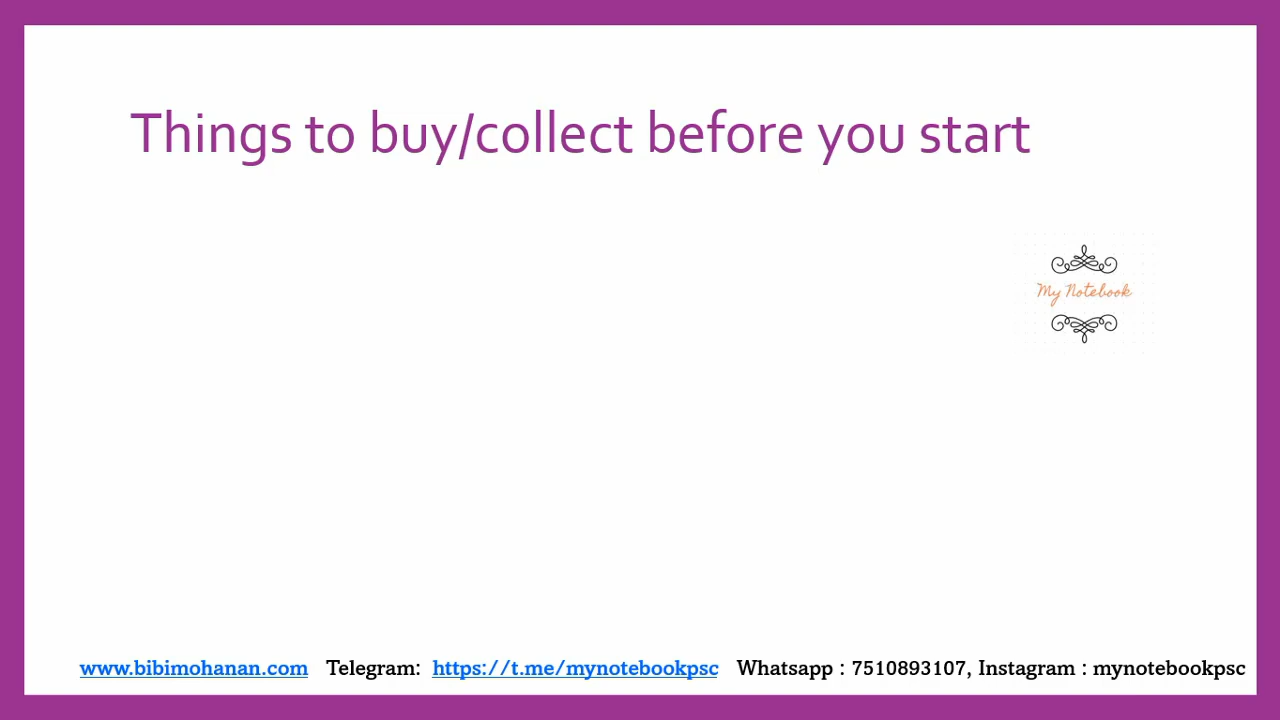 Things to buy/collect before you start
My Notebook
www.bibimohanan.com Telegram: https://t.me/mynotebookpsc Whatsapp : 7510893107, Instagram : mynotebookpsc